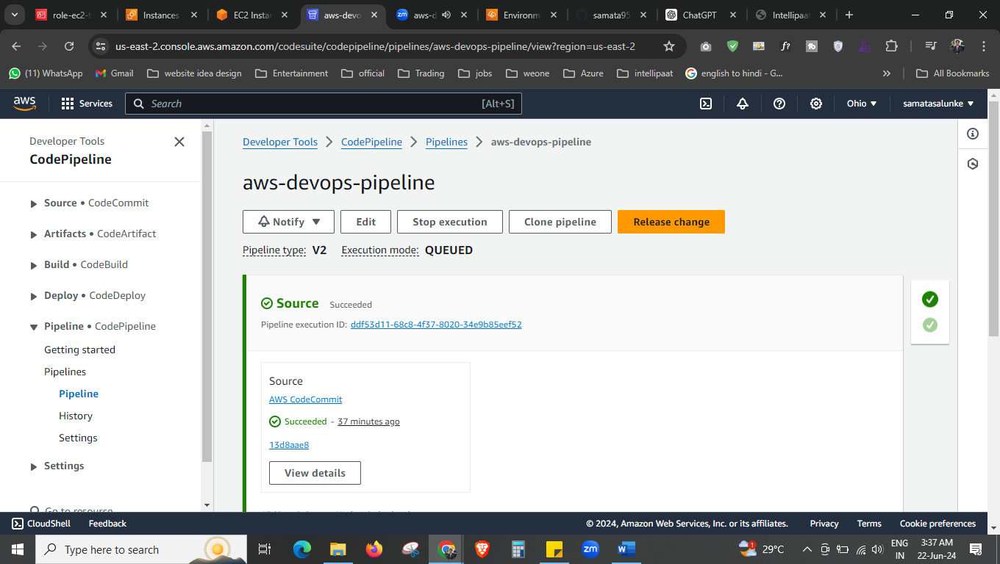 role-ec2-t
Instances
EC2 Insta
aws-devo
aws-d
Environm
samata95
ChatGPT
Intellipaa
us-east-2.console.aws.amazon.com/codesuite/codepipeline/pipelines/aws-devops-pipeline/view?region=us-east-2
(11) WhatsApp
Gmail
website idea design
Entertainment
official
Trading
jobs
weone
Azure
intellipaat
english to hindi - G...
All Bookmarks
aws
Services
Search
[Alt+S]
Ohio
samatasalunke
Developer Tools
CodePipeline
Source • CodeCommit
Artifacts • CodeArtifact
Build • CodeBuild
Deploy • CodeDeploy
Pipeline • CodePipeline
Getting started
Pipelines
Pipeline
History
Settings
Settings
Go to resource
Developer Tools
CodePipeline
Pipelines
aws-devops-pipeline
aws-devops-pipeline
Notify
Edit
Stop execution
Clone pipeline
Release change
Pipeline type: V2
Execution mode: QUEUED
Source Succeeded
Pipeline execution ID: ddf53d11-68c8-4f37-8020-34e9b85eef52
Source
AWS CodeCommit
Succeeded - 37 minutes ago
13d8aae8
View details
CloudShell
Feedback
© 2024, Amazon Web Services, Inc. or its affiliates.
Privacy
Terms
Cookie preferences
Type here to search
29°C
ENG
IN
3:37 AM
22-Jun-24